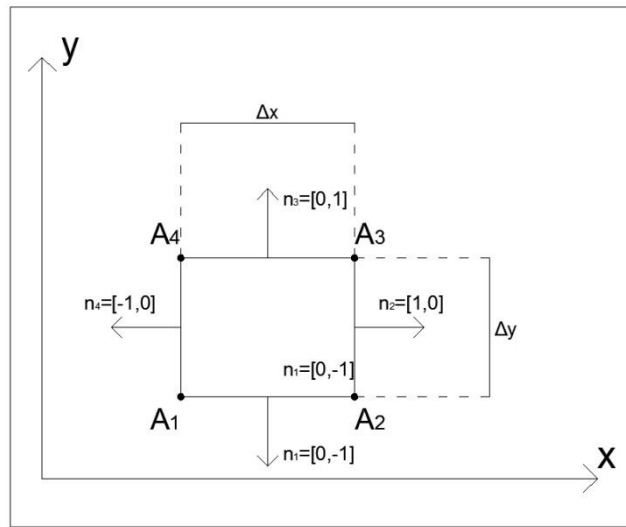 y
Δx
n₃=[0,1]
A₄
A₃
n₄=[-1,0]
n₂=[1,0]
Δy
n₁=[0,-1]
A₁
A₂
n₁=[0,-1]
x